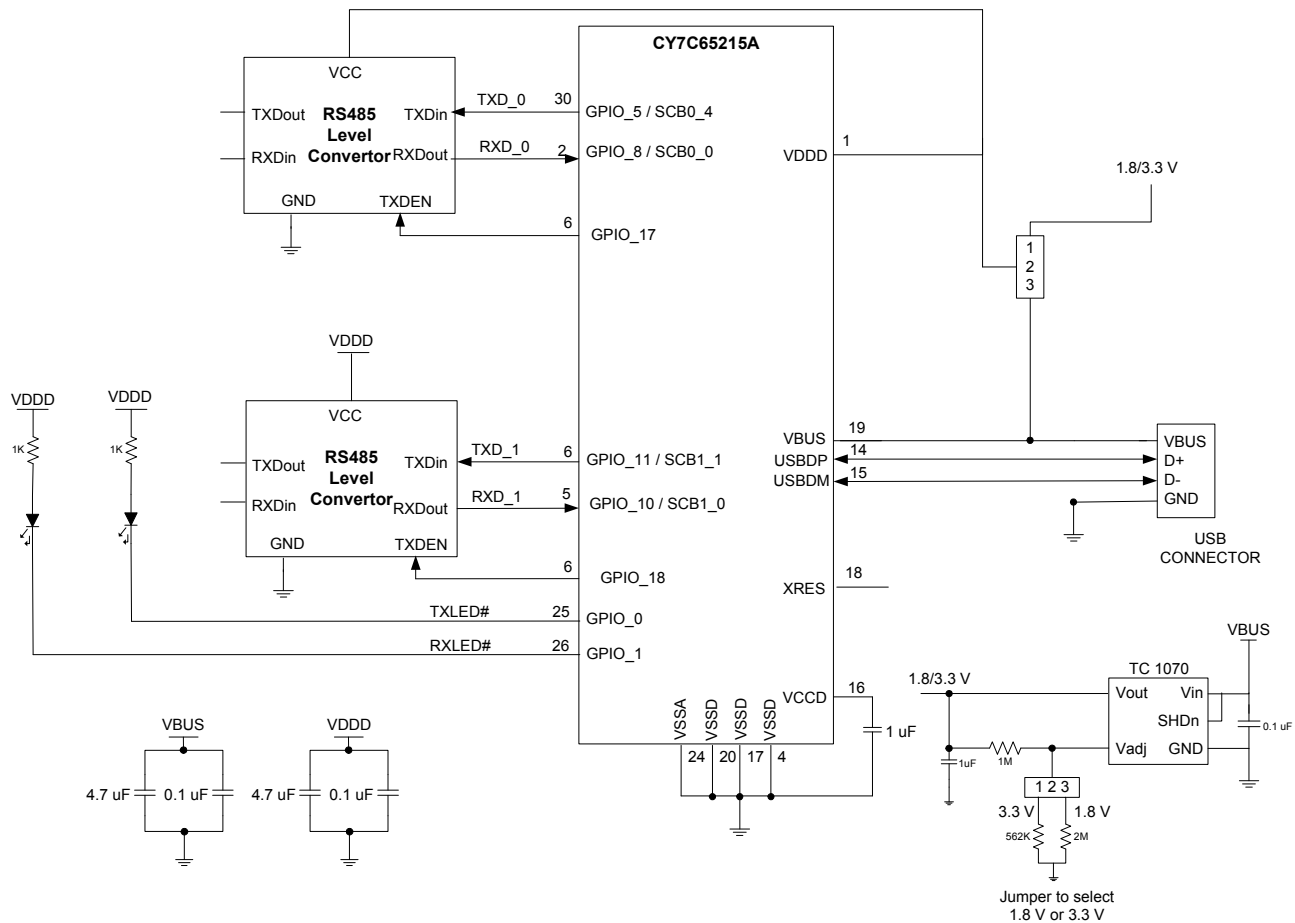 CY7C65215A
VCC
RS485
Level
Convertor
TXDout
RXDin
TXDin
RXDout
GND
TXDEN
TXD_0
RXD_0
30
2
6
GPIO_5 / SCB0_4
GPIO_8 / SCB0_0
GPIO_17
VDDD
1
1.8/3.3 V
1
2
3
VDDD
VDDD
VDDD
1K
1K
VCC
RS485
Level
Convertor
TXDout
RXDin
TXDin
RXDout
GND
TXDEN
TXD_1
RXD_1
6
5
6
GPIO_11 / SCB1_1
GPIO_10 / SCB1_0
GPIO_18
TXLED#
25
GPIO_0
RXLED#
26
GPIO_1
VBUS
19
USBDP
14
USBDM
15
VBUS
D+
D-
GND
USB
CONNECTOR
XRES
18
VCCD
16
1 uF
VSSA
VSSD
VSSD
VSSD
24
20
17
4
VBUS
4.7 uF
0.1 uF
VDDD
4.7 uF
0.1 uF
VBUS
TC 1070
1.8/3.3 V
Vout
Vin
SHDn
Vadj
GND
0.1 uF
1uF
1M
1 2 3
3.3 V
1.8 V
562K
2M
Jumper to select
1.8 V or 3.3 V